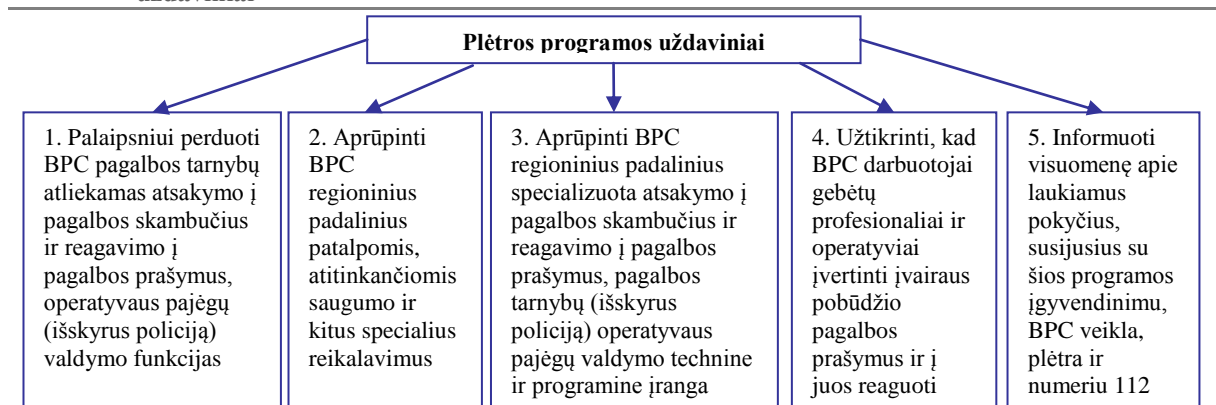 Plėtros programos uždaviniai
1. Palaipsniui perduoti
BPC pagalbos tarnybų
atliekamas atsakymo į
pagalbos skambučius
ir reagavimo į
pagalbos prašymus,
operatyvaus pajėgų
(išskyrus policiją)
valdymo funkcijas
2. Aprūpinti
BPC
regioninius
padalinius
patalpomis,
atitinkančiomis
saugumo ir
kitus specialius
reikalavimus
3. Aprūpinti BPC
regioninius padalinius
specializuota atsakymo į
pagalbos skambučius ir
reagavimo į pagalbos
prašymus, pagalbos
tarnybų (išskyrus
policiją) operatyvaus
pajėgų valdymo technine
ir programine įranga
4. Užtikrinti, kad
BPC darbuotojai
gebėtų
profesionaliai ir
operatyviai
įvertinti įvairaus
pobūdžio
pagalbos
prašymus ir į
juos reaguoti
5. Informuoti
visuomenę apie
laukiamus
pokyčius,
susijusius su
šios programos
įgyvendinimu,
BPC veikla,
plėtra ir
numeriu 112